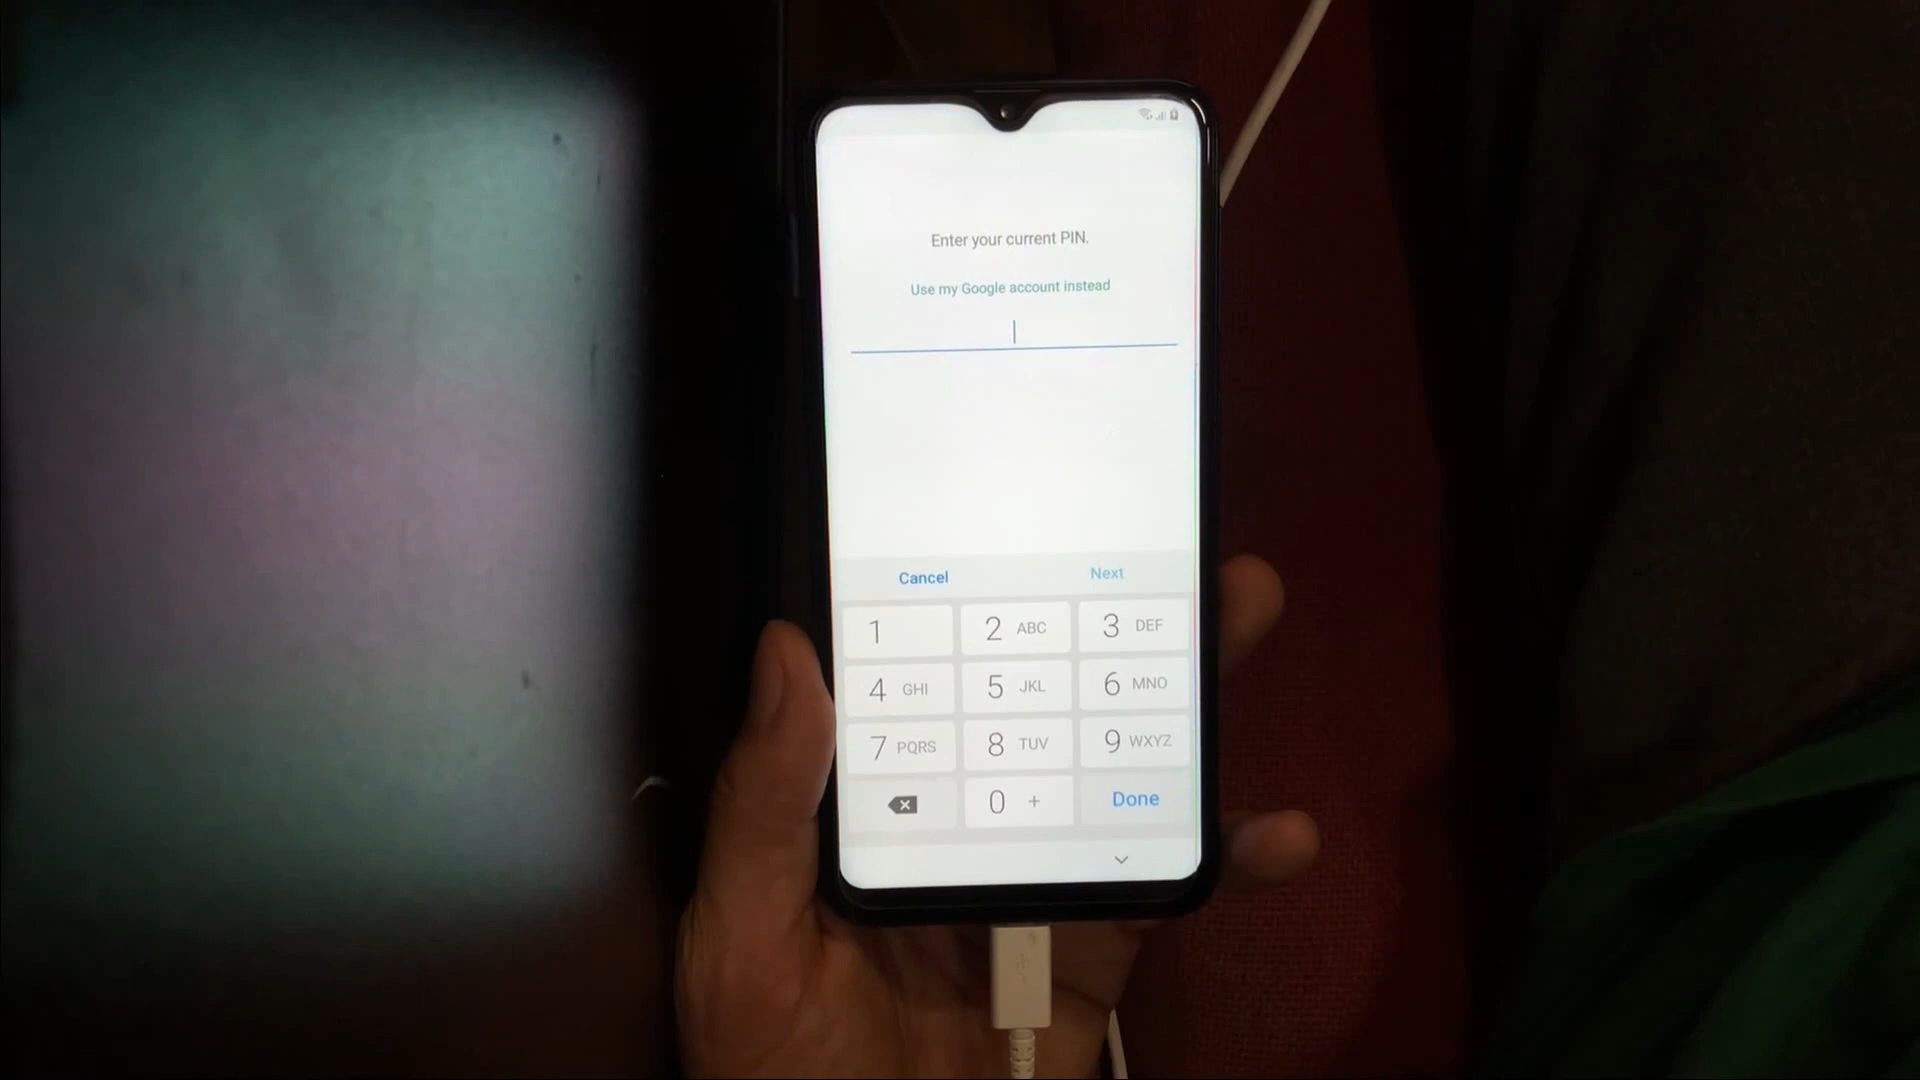 Enter your current PIN.
Use my Google account instead
Cancel Next
1 2 ABC 3 DEF
4 GHI 5 JKL 6 MNO
7 PQRS 8 TUV 9 WXYZ
0 + Done